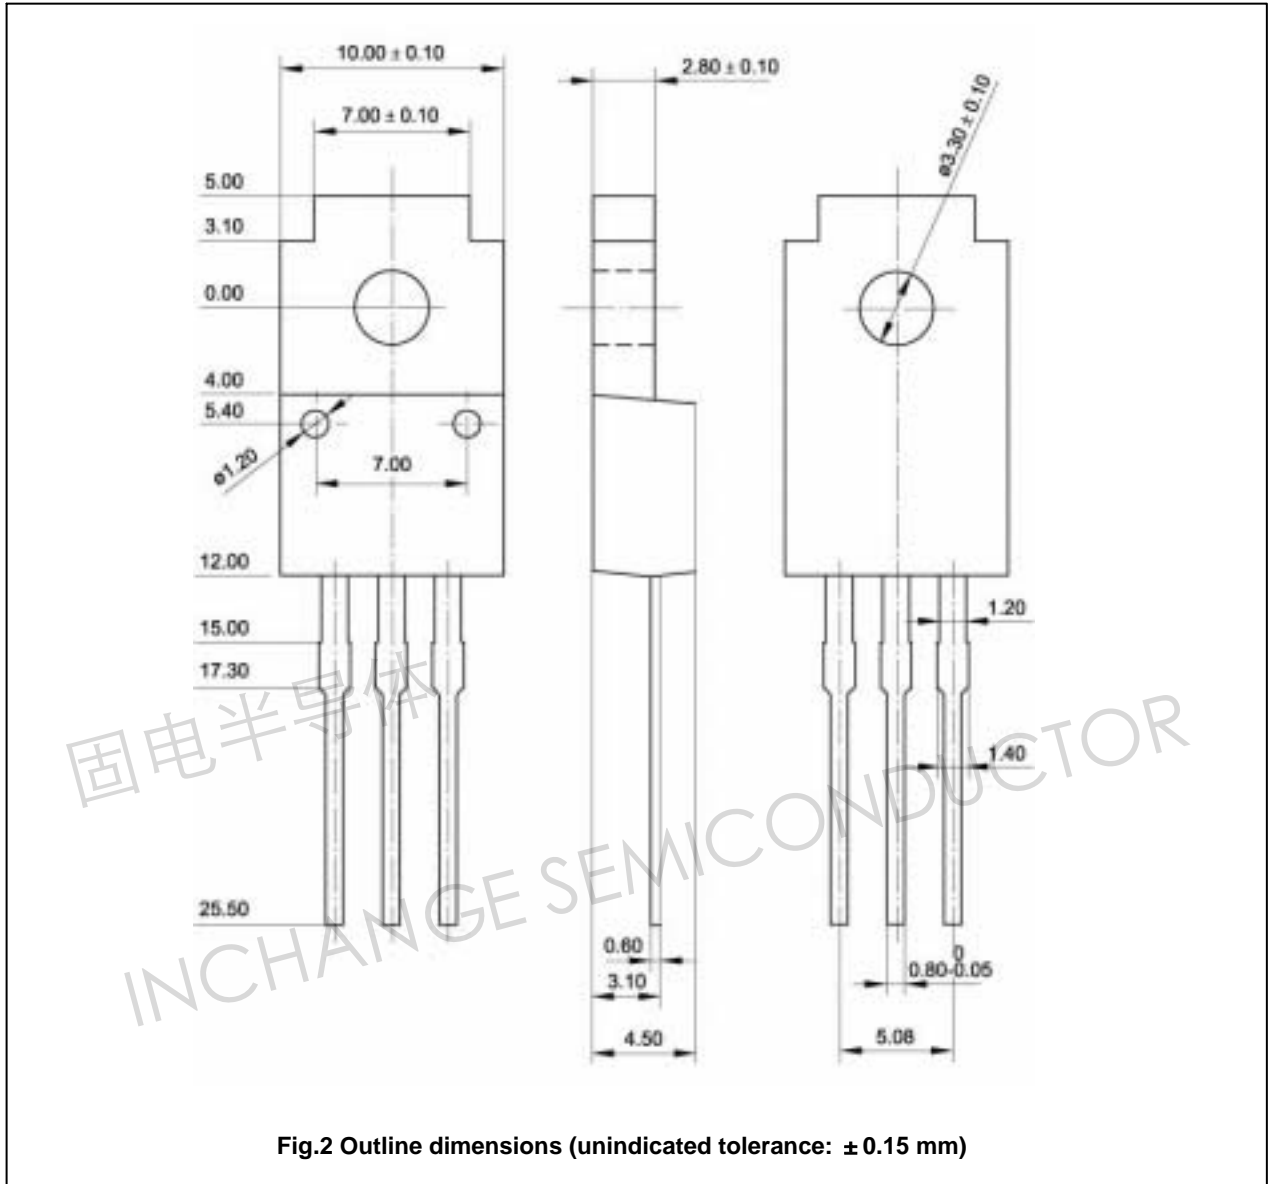 10.00 ± 0.10
2.80 ± 0.10
7.00 ± 0.10
ø3.30 ± 0.10
5.00
3.10
0.00
4.00
5.40
ø1.20
7.00
12.00
15.00
17.30
1.20
1.40
固电半导体
INCHANGE SEMICONDUCTOR
25.50
0.60
3.10
4.50
0
0.80-0.05
5.08
Fig.2 Outline dimensions (unindicated tolerance: ± 0.15 mm)